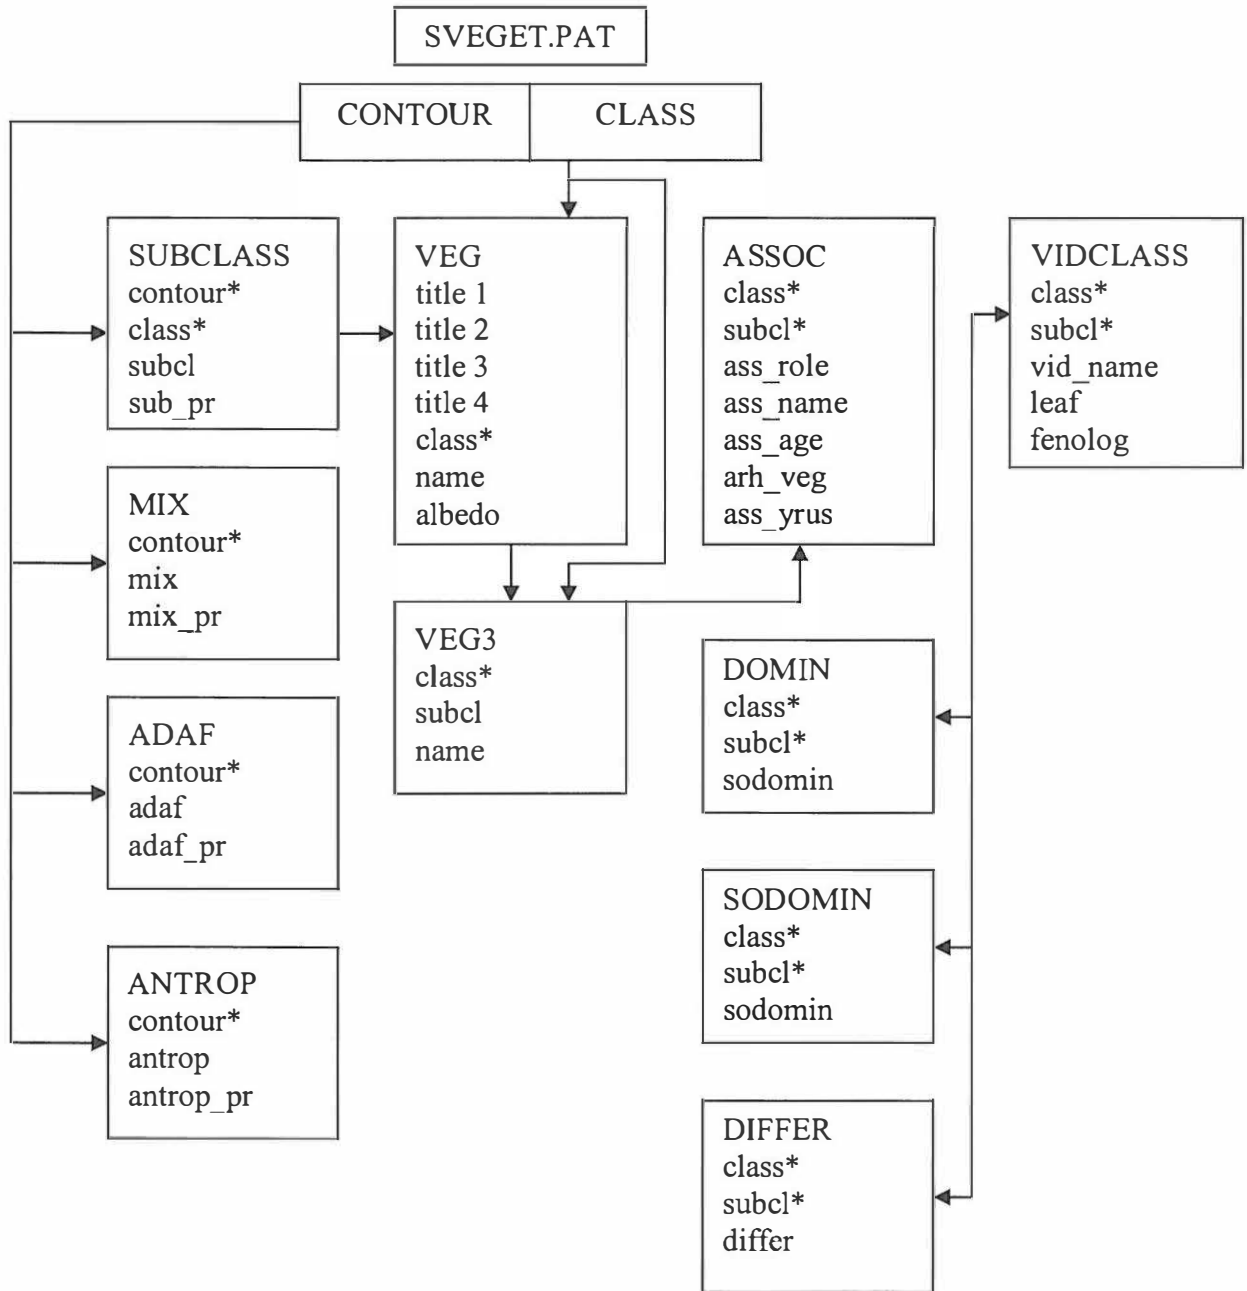 SVEGET.PAT
CONTOUR
CLASS
SUBCLASS
contour*
class*
subcl
sub_pr
VEG
title 1
title 2
title 3
title 4
class*
name
albedo
ASSOC
class*
subcl*
ass_role
ass_name
ass_age
arh_veg
ass_yrus
VIDCLASS
class*
subcl*
vid_name
leaf
fenolog
MIX
contour*
mix
mix_pr
VEG3
class*
subcl
name
DOMIN
class*
subcl*
sodomin
ADAF
contour*
adaf
adaf_pr
SODOMIN
class*
subcl*
sodomin
ANTROP
contour*
antrop
antrop_pr
DIFFER
class*
subcl*
differ